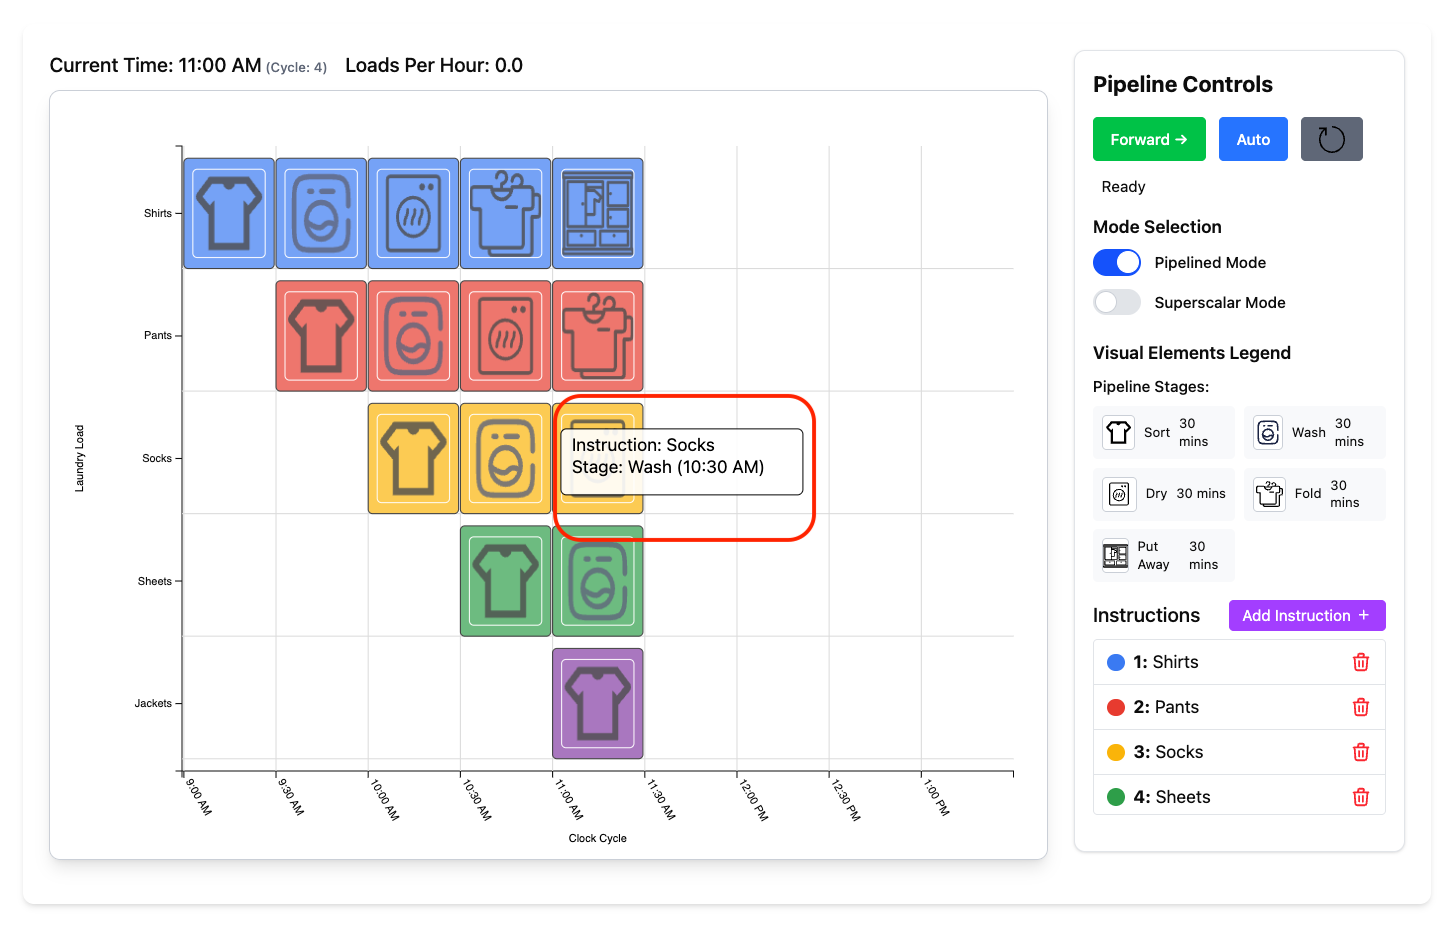 Current Time: 11:00 AM (Cycle: 4) Loads Per Hour: 0.0
Shirts
Pants
Socks
Sheets
Jackets
Laundry Load
Instruction: Socks
Stage: Wash (10:30 AM)
9:00 AM
9:30 AM
10:00 AM
10:30 AM
11:00 AM
11:30 AM
12:00 PM
12:30 PM
1:00 PM
Clock Cycle
Pipeline Controls
Forward →
Auto
Ready
Mode Selection
Pipelined Mode
Superscalar Mode
Visual Elements Legend
Pipeline Stages:
Sort 30 mins
Wash 30 mins
Dry 30 mins
Fold 30 mins
Put Away 30 mins
Instructions
Add Instruction +
1: Shirts
2: Pants
3: Socks
4: Sheets